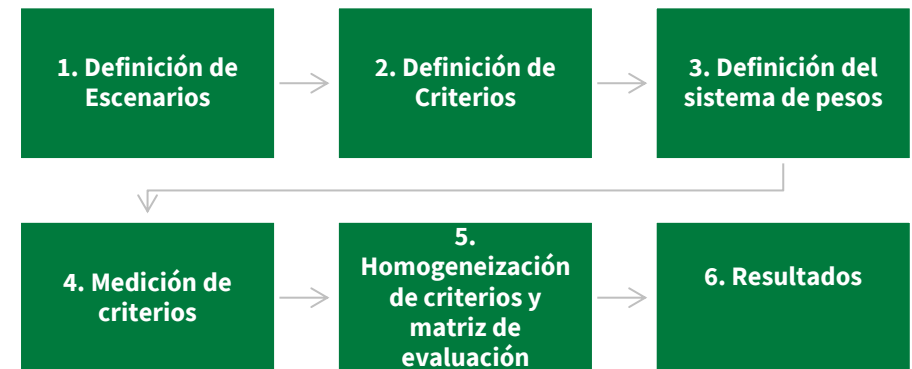 1. Definición de
Escenarios
2. Definición de
Criterios
3. Definición del
sistema de pesos
4. Medición de
criterios
5.
Homogeneización
de criterios y
matriz de
evaluación
6. Resultados